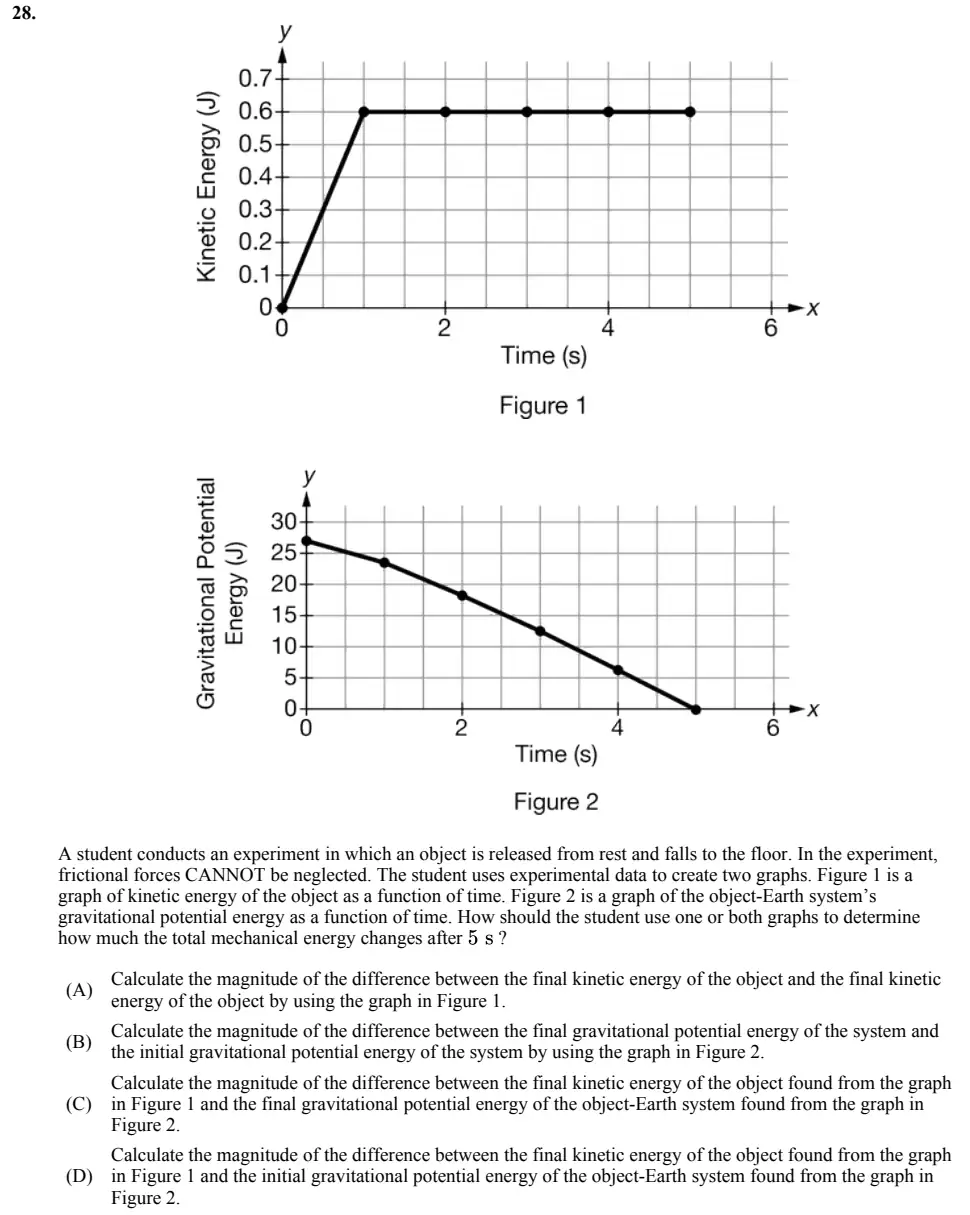 28.
y
Kinetic Energy (J)
0.7
0.6
0.5
0.4
0.3
0.2
0.1
0
0 2 4 6
x
Time (s)
Figure 1
y
Gravitational Potential
Energy (J)
30
25
20
15
10
5
0
0 2 4 6
x
Time (s)
Figure 2
A student conducts an experiment in which an object is released from rest and falls to the floor. In the experiment,
frictional forces CANNOT be neglected. The student uses experimental data to create two graphs. Figure 1 is a
graph of kinetic energy of the object as a function of time. Figure 2 is a graph of the object-Earth system’s
gravitational potential energy as a function of time. How should the student use one or both graphs to determine
how much the total mechanical energy changes after 5 s ?
(A) Calculate the magnitude of the difference between the final kinetic energy of the object and the final kinetic
energy of the object by using the graph in Figure 1.
(B) Calculate the magnitude of the difference between the final gravitational potential energy of the system and
the initial gravitational potential energy of the system by using the graph in Figure 2.
Calculate the magnitude of the difference between the final kinetic energy of the object found from the graph
(C) in Figure 1 and the final gravitational potential energy of the object-Earth system found from the graph in
Figure 2.
Calculate the magnitude of the difference between the final kinetic energy of the object found from the graph
(D) in Figure 1 and the initial gravitational potential energy of the object-Earth system found from the graph in
Figure 2.